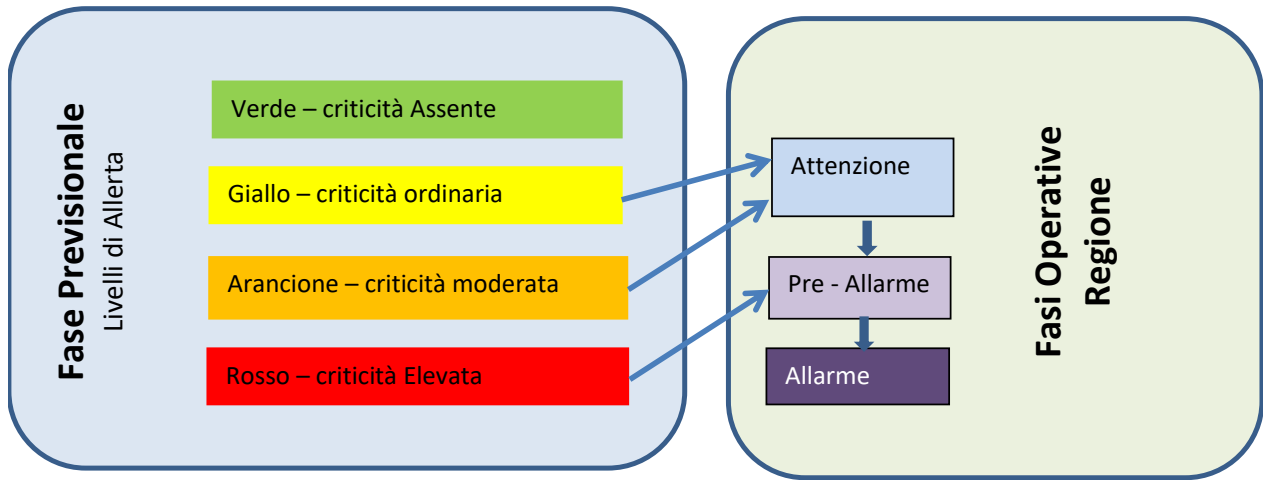 Fase Previsionale
Livelli di Allerta
Verde – criticità Assente
Giallo – criticità ordinaria
Arancione – criticità moderata
Rosso – criticità Elevata
Attenzione
Pre - Allarme
Allarme
Fasi Operative
Regione